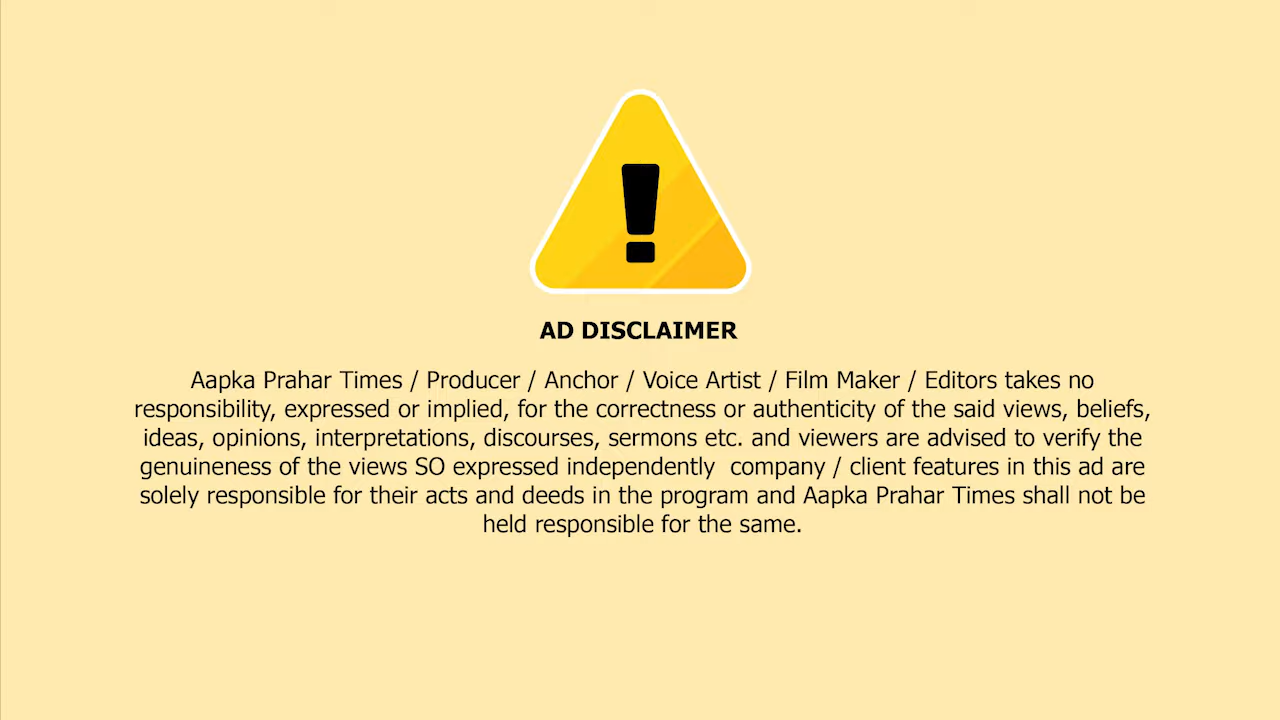 AD DISCLAIMER
Aapka Prahar Times / Producer / Anchor / Voice Artist / Film Maker / Editors takes no
responsibility, expressed or implied, for the correctness or authenticity of the said views, beliefs,
ideas, opinions, interpretations, discourses, sermons etc. and viewers are advised to verify the
genuineness of the views SO expressed independently  company / client features in this ad are
solely responsible for their acts and deeds in the program and Aapka Prahar Times shall not be
held responsible for the same.